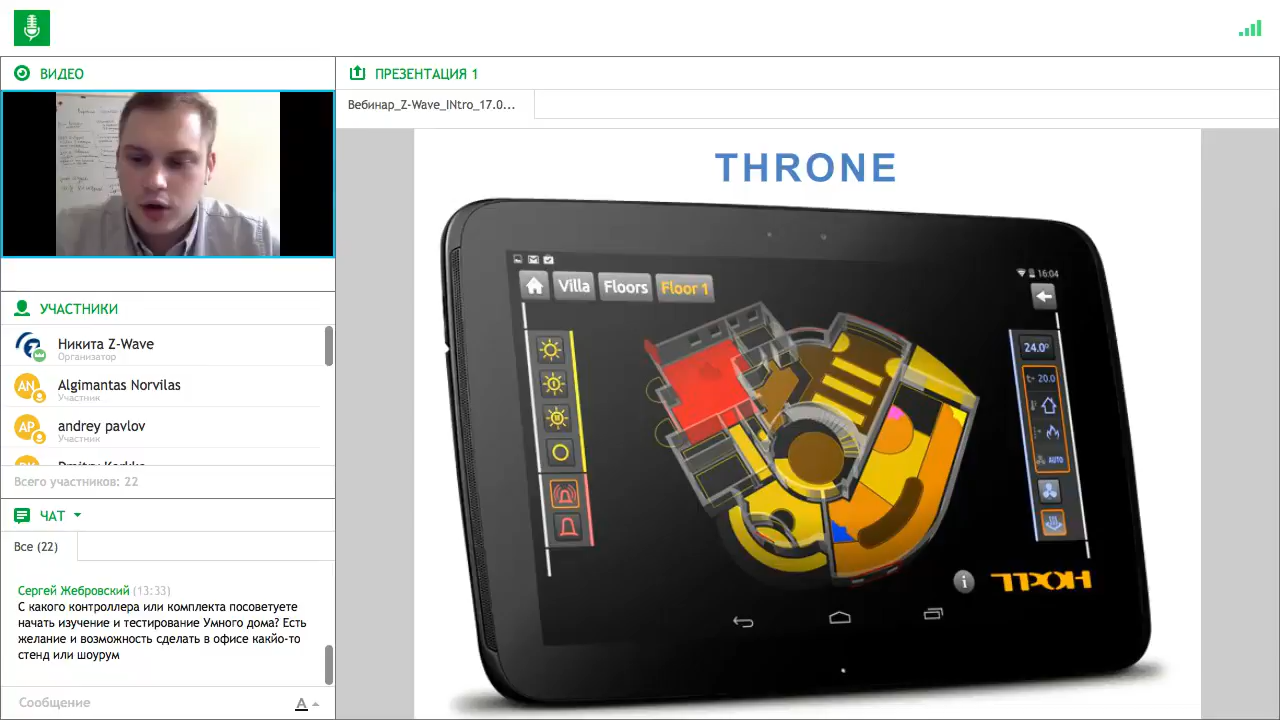 ВИДЕО
УЧАСТНИКИ
Никита Z-Wave
Организатор
Algimantas Norvilas
Участник
andrey pavlov
Участник
Всего участников: 22
ЧАТ
Все (22)
Сергей Жебровский (13:33)
С какого контроллера или комплекта посоветуете
начать изучение и тестирование Умного дома? Есть
желание и возможность сделать в офисе какйо-то
стенд или шоурум
Сообщение
A
ПРЕЗЕНТАЦИЯ 1
Вебинар_Z-Wave_INtro_17.0...
THRONE
16:04
Villa Floors Floor 1
24.0°
20.0
AUTO